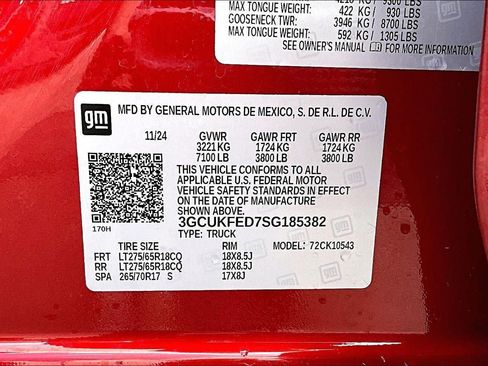 422 KG / 930 LBS
GOOSENECK TWR:
3946 KG / 8700 LBS
MAX TONGUE WEIGHT:
592 KG / 1305 LBS
SEE OWNER'S MANUAL FOR MORE INFORMATION
gm
MFD BY GENERAL MOTORS DE MEXICO, S. DE R.L. DE C.V.
11/24 GVWR GAWR FRT GAWR RR
3221 KG 1724 KG 1724 KG
7100 LB 3800 LB 3800 LB
THIS VEHICLE CONFORMS TO ALL
APPLICABLE U.S. FEDERAL MOTOR
VEHICLE SAFETY STANDARDS IN EFFECT
ON THE DATE OF MANUFACTURE SHOWN ABOVE.
3GCUKFED7SG185382
170H TYPE: TRUCK
TIRE SIZE RIM MODEL: 72CK10543
FRT LT275/65R18CQ 18X8.5J
RR LT275/65R18CQ 18X8.5J
SPA 265/70R17 S 17X8J